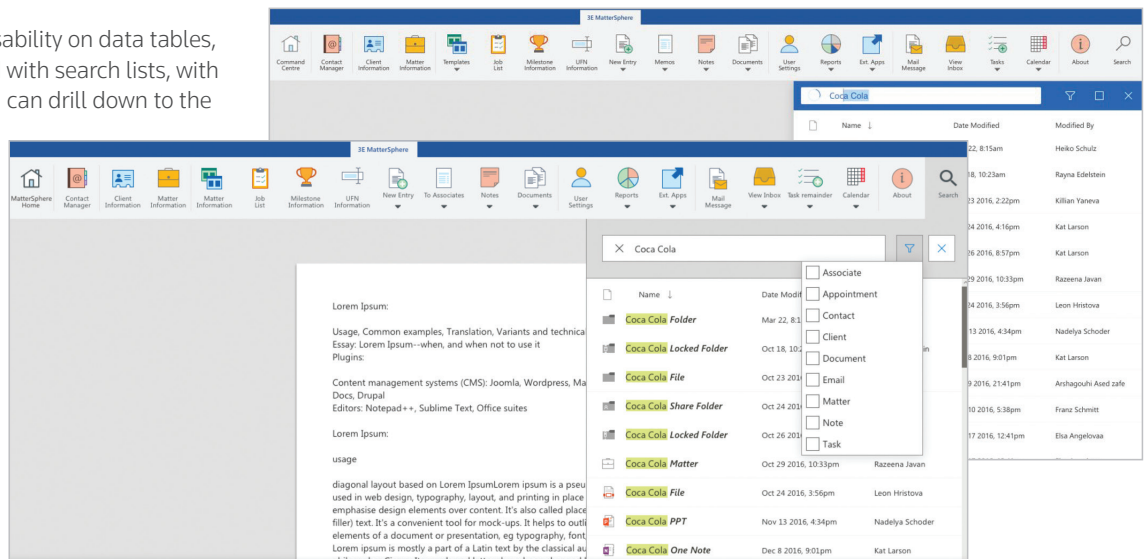 sability on data tables,
with search lists, with
can drill down to the
3E MatterSphere
Command Centre
Contact Manager
Client Information
Matter Information
Templates
Job List
Milestone Information
UFN Information
New Entry
Memos
Notes
Documents
User Settings
Reports
Ext. Apps
Mail Message
View Inbox
Tasks
Calendar
About
Search
Coca Cola
Name ↓ Date Modified Modified By
22, 8:15am Heiko Schulz
18, 10:23am Rayna Edelstein
23 2016, 2:22pm Killian Yaneva
24 2016, 4:16pm Kat Larson
26 2016, 8:57pm Kat Larson
29 2016, 10:33pm Razeena Javan
24 2016, 3:56pm Leon Hristova
13 2016, 4:34pm Nadelya Schoder
8 2016, 9:01pm Kat Larson
9 2016, 21:41pm Arshagouhi Ased zafe
10 2016, 5:38pm Franz Schmitt
17 2016, 12:41pm Elsa Angelovaa
3E MatterSphere
MatterSphere Home
Contact Manager
Client Information
Matter Information
Matter Information
Job List
Milestone Information
UFN Information
New Entry
To Associates
Notes
Documents
User Settings
Reports
Ext. Apps
Mail Message
View Inbox
Task remainder
Calendar
About
Search
Lorem Ipsum:
Usage, Common examples, Translation, Variants and technical
Essay: Lorem Ipsum--when, and when not to use it
Plugins:
Content management systems (CMS): Joomla, Wordpress, Ma
Docs, Drupal
Editors: Notepad++, Sublime Text, Office suites
Lorem Ipsum:
usage
diagonal layout based on Lorem IpsumLorem ipsum is a pseu
used in web design, typography, layout, and printing in place
emphasise design elements over content. It's also called place
filler) text. It's a convenient tool for mock-ups. It helps to outli
elements of a document or presentation, eg typography, font,
Lorem ipsum is mostly a part of a Latin text by the classical au
Coca Cola
Name ↓ Date Modif
Coca Cola Folder Mar 22, 8:1
Coca Cola Locked Folder Oct 18, 10:2 in
Coca Cola File Oct 23 201
Coca Cola Share Folder Oct 24 201
Coca Cola Locked Folder Oct 26 201
Coca Cola Matter Oct 29 2016, 10:33pm Razeena Javan
Coca Cola File Oct 24 2016, 3:56pm Leon Hristova
Coca Cola PPT Nov 13 2016, 4:34pm Nadelya Schoder
Coca Cola One Note Dec 8 2016, 9:01pm Kat Larson
Associate
Appointment
Contact
Client
Document
Email
Matter
Note
Task